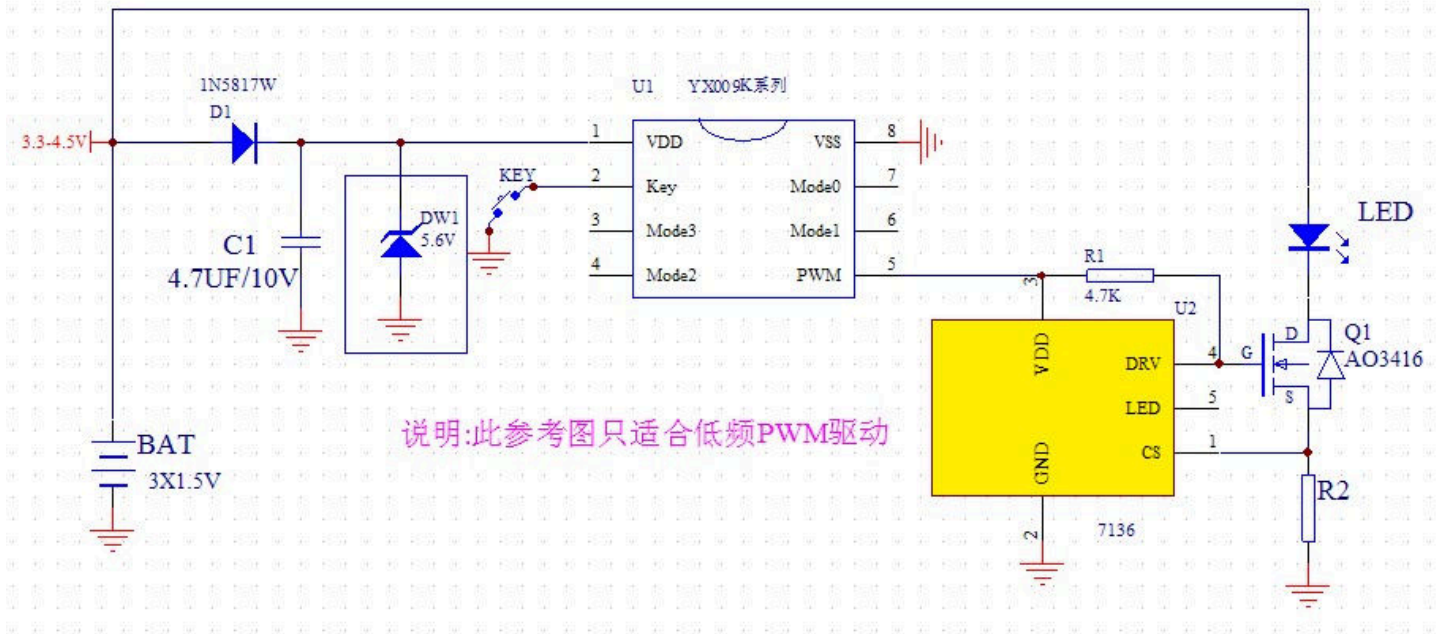 1N5817W
D1
3.3-4.5V
C1
4.7UF/10V
DW1
5.6V
KEY
U1 YX009K系列
1 VDD VSS 8
2 Key Mode0 7
3 Mode3 Mode1 6
4 Mode2 PWM 5
R1
4.7K
U2
3 VDD
DRV 4
LED 5
CS 1
GND 2
7136
LED
G D S
Q1
AO3416
R2
BAT
3X1.5V
说明:此参考图只适合低频PWM驱动